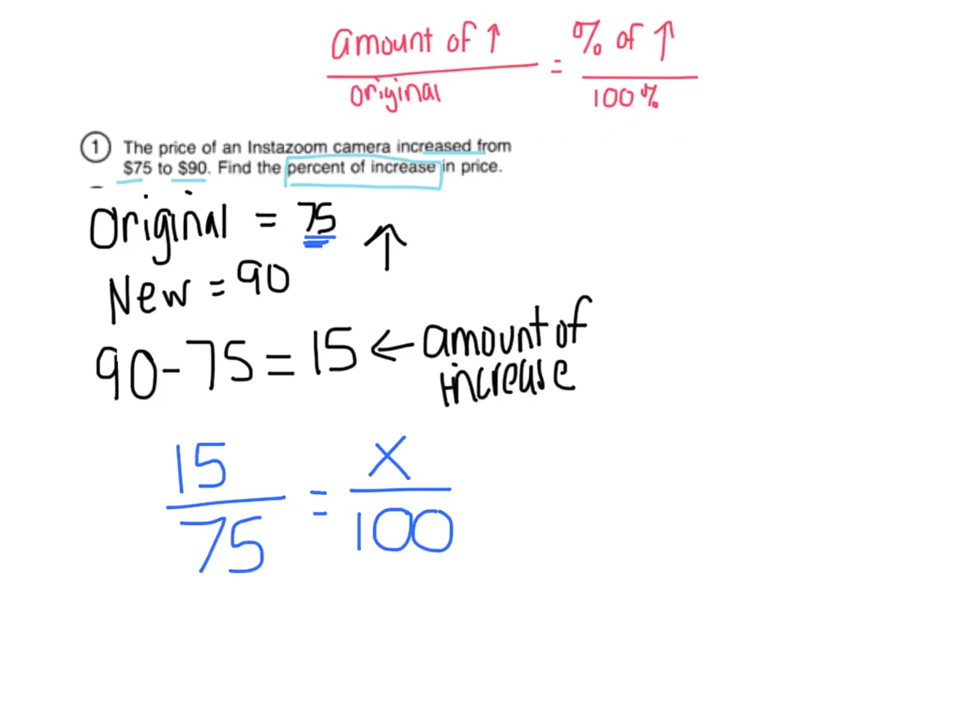 amount of ↑ = % of ↑
original 100%
1 The price of an Instazoom camera increased from
$75 to $90. Find the percent of increase in price.
Original = 75 ↑
New = 90
90-75=15 ← amount of
increase
15 = X
75 100